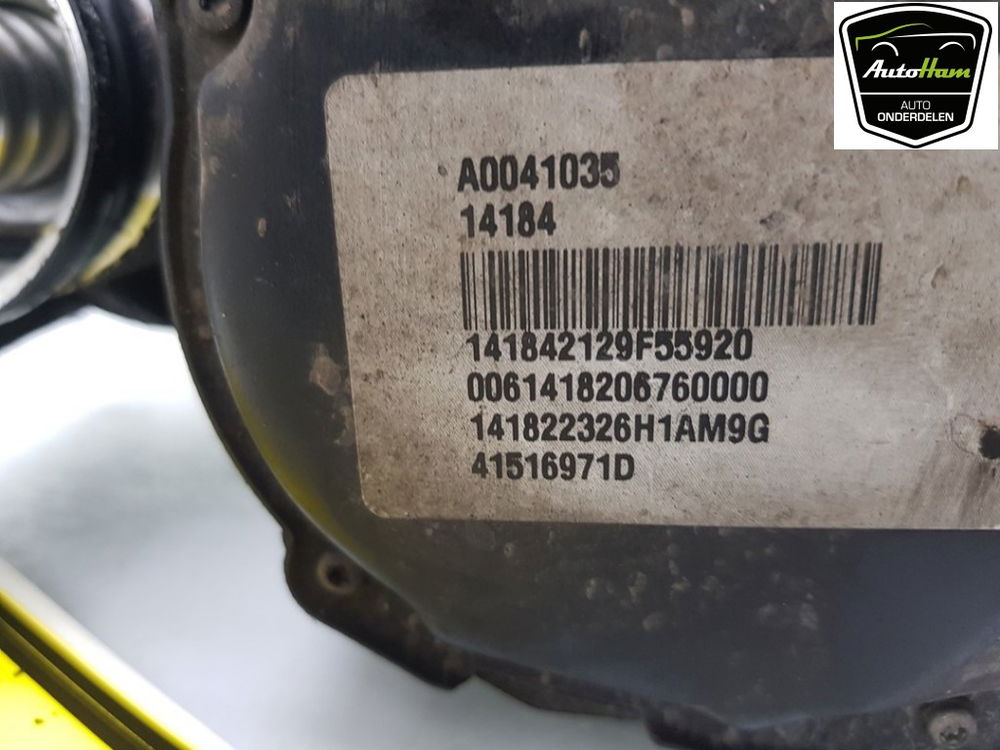 AutoHam
AUTO
ONDERDELEN
A0041035
14184
141842129F55920
0061418206760000
141822326H1AM9G
41516971D